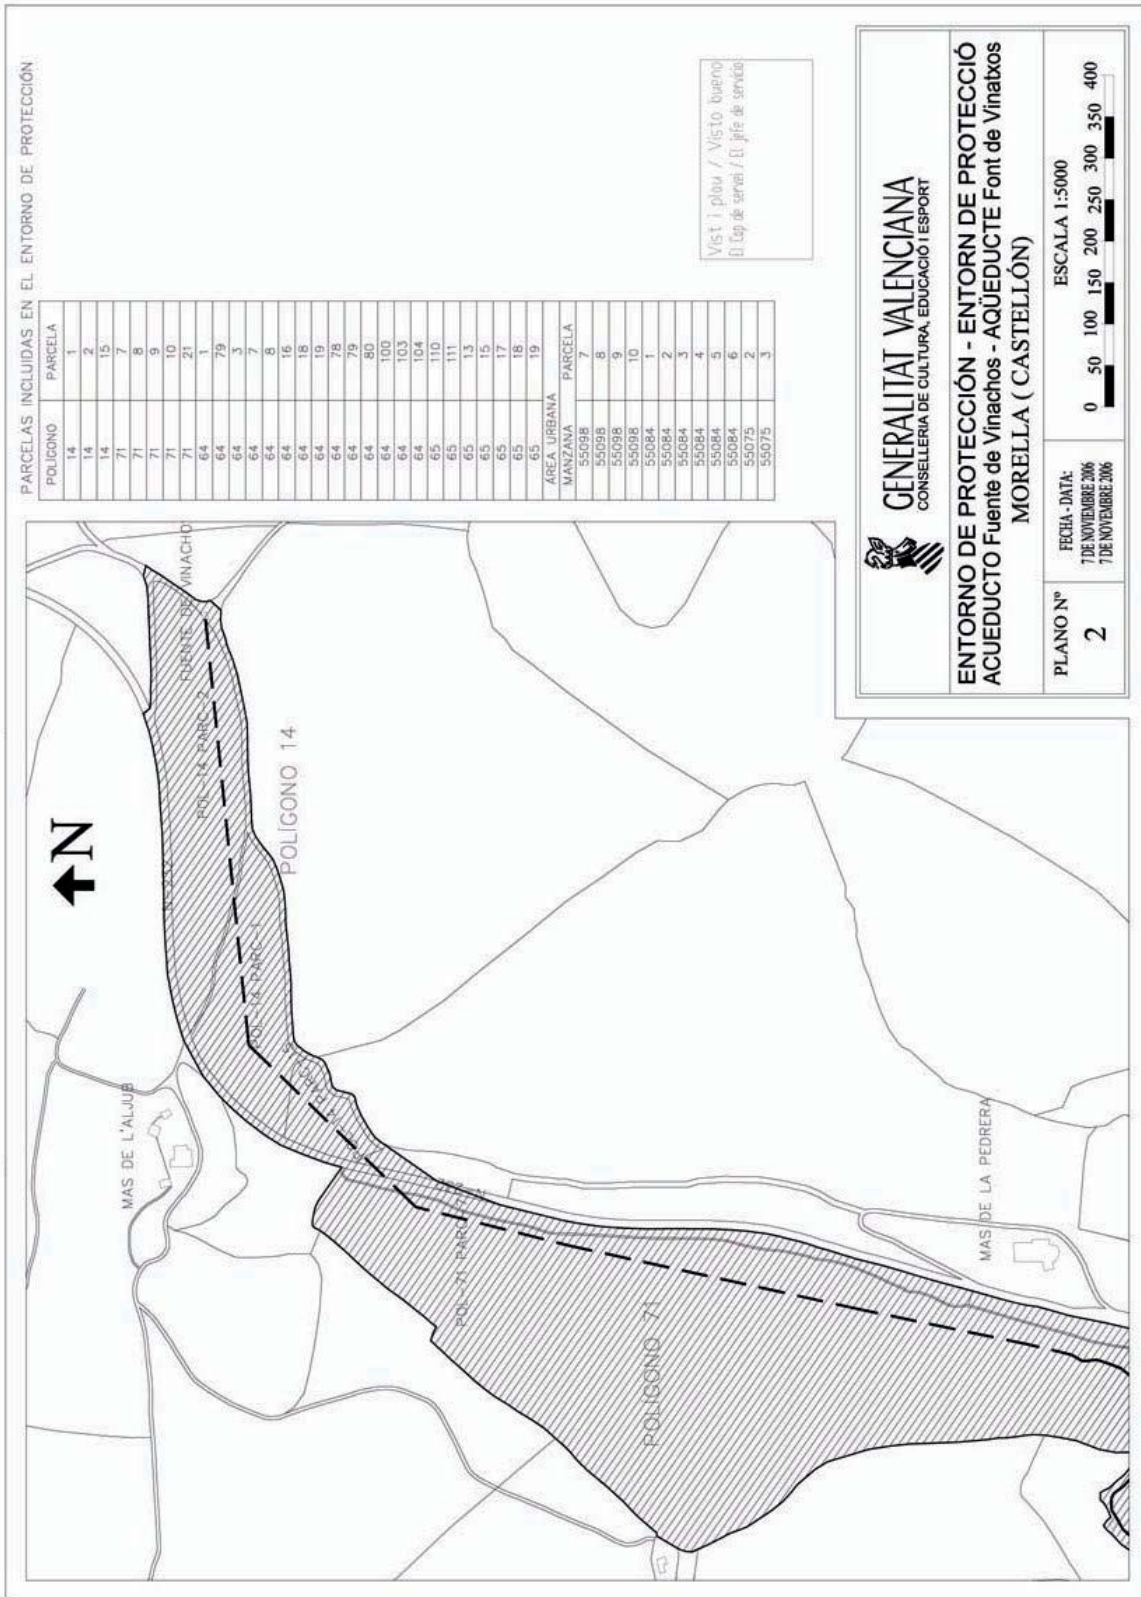 PARCELAS INCLUIDAS EN EL ENTORNO DE PROTECCIÓN
POLÍGONO PARCELA
14 1
14 2
14 15
71 7
71 8
71 9
71 10
71 21
64 1
64 79
64 3
64 7
64 8
64 16
64 18
64 19
64 78
64 79
64 80
64 100
64 103
64 104
65 110
65 111
65 13
65 15
65 17
65 18
65 19
ÁREA URBANA
MANZANA PARCELA
55098 7
55098 8
55098 9
55098 10
55084 1
55084 2
55084 3
55084 4
55084 5
55084 6
55075 2
55075 3
Vist i plau / Visto bueno
El Cap de servei / El jefe de servicio
N
MAS DE L'ALJUB
N-232
FUENTE DE VINACHO
POL-14 PARC-2
POL-14 PARC-1
POLÍGONO 14
POLÍGONO 71
MAS DE LA PEDRERA
GENERALITAT VALENCIANA
CONSELLERIA DE CULTURA, EDUCACIÓ I ESPORT
ENTORNO DE PROTECCIÓN - ENTORN DE PROTECCIÓ
ACUEDUCTO Fuente de Vinachos - AQÜEDUCTE Font de Vinatxos
MORELLA ( CASTELLÓN)
PLANO Nº
2
FECHA - DATA:
7 DE NOVIEMBRE 2006
7 DE NOVEMBRE 2006
ESCALA 1:5000
0 50 100 150 200 250 300 350 400